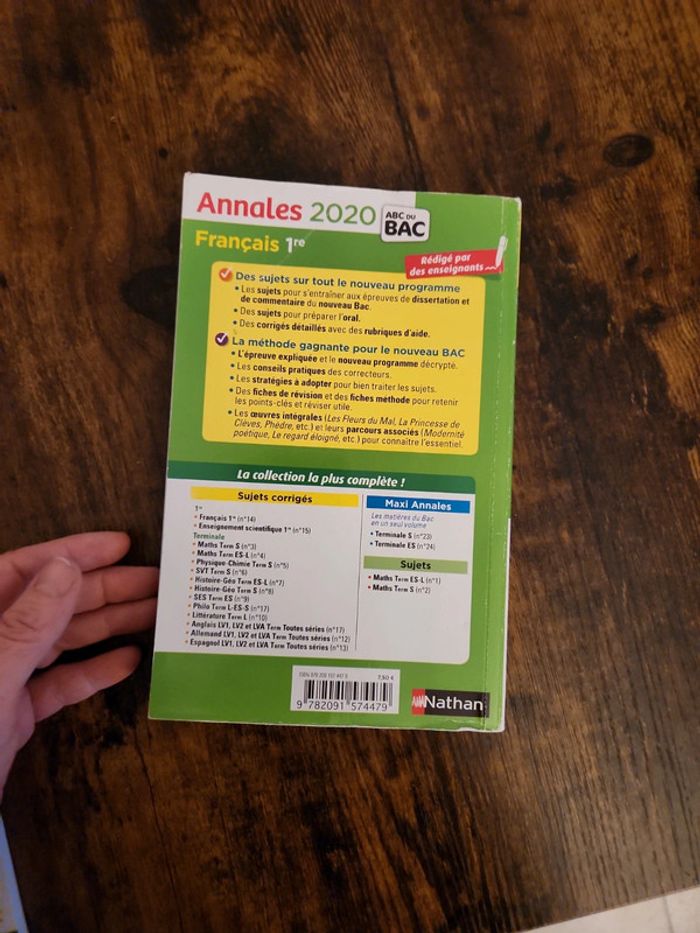 Annales 2020 ABC DU BAC
Français 1re
Rédigé par
des enseignants
Des sujets sur tout le nouveau programme
• Les sujets pour s'entraîner aux épreuves de dissertation et
de commentaire du nouveau Bac.
• Des sujets pour préparer l'oral.
• Des corrigés détaillés avec des rubriques d'aide.
La méthode gagnante pour le nouveau BAC
• L'épreuve expliquée et le nouveau programme décrypté.
• Les conseils pratiques des correcteurs.
• Les stratégies à adopter pour bien traiter les sujets.
• Des fiches de révision et des fiches méthode pour retenir
les points-clés et réviser utile.
• Les œuvres intégrales (Les Fleurs du Mal, La Princesse de
Clèves, Phèdre, etc.) et leurs parcours associés (Modernité
poétique, Le regard éloigné, etc.) pour connaître l'essentiel.
La collection la plus complète !
Sujets corrigés
1re
• Français 1re (n°14)
• Enseignement scientifique 1re (n°15)
Terminale
• Maths Term S (n°3)
• Maths Term ES-L (n°4)
• Physique-Chimie Term S (n°5)
• SVT Term S (n°6)
• Histoire-Géo Term ES-L (n°7)
• Histoire-Géo Term S (n°8)
• SES Term ES (n°9)
• Philo Term L-ES-S (n°17)
• Littérature Term L (n°10)
• Anglais LV1, LV2 et LVA Term Toutes séries (n°17)
• Allemand LV1, LV2 et LVA Term Toutes séries (n°12)
• Espagnol LV1, LV2 et LVA Term Toutes séries (n°13)
Maxi Annales
Les matières du Bac
en un seul volume
• Terminale S (n°23)
• Terminale ES (n°24)
Sujets
• Maths Term ES-L (n°1)
• Maths Term S (n°2)
ISBN 978 209 157 447 9
7,50 €
9 782091 574479
Nathan